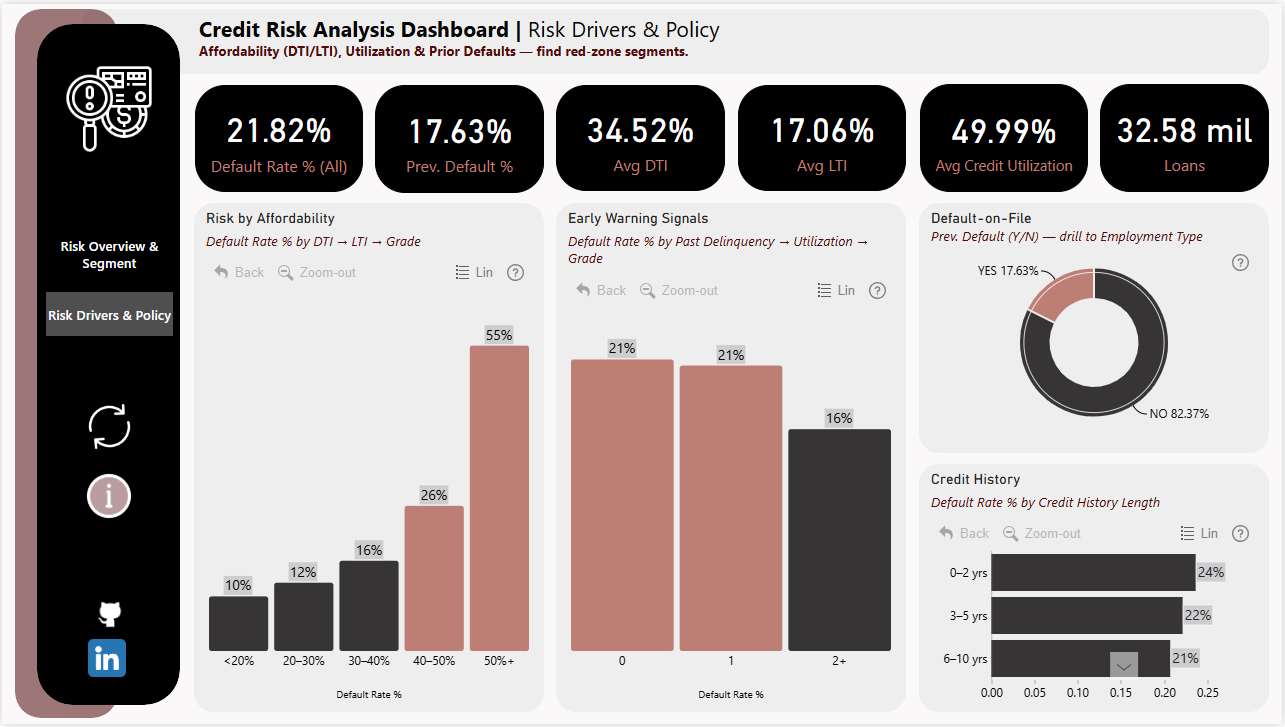 Credit Risk Analysis Dashboard | Risk Drivers & Policy
Affordability (DTI/LTI), Utilization & Prior Defaults — find red-zone segments.
Risk Overview &
Segment
Risk Drivers & Policy
i
in
21.82%
Default Rate % (All)
17.63%
Prev. Default %
34.52%
Avg DTI
17.06%
Avg LTI
49.99%
Avg Credit Utilization
32.58 mil
Loans
Risk by Affordability
Default Rate % by DTI → LTI → Grade
Back Zoom-out Lin ?
55%
26%
16%
12%
10%
<20% 20–30% 30–40% 40–50% 50%+
Default Rate %
Early Warning Signals
Default Rate % by Past Delinquency → Utilization →
Grade
Back Zoom-out Lin ?
21% 21%
16%
0 1 2+
Default Rate %
Default-on-File
Prev. Default (Y/N) — drill to Employment Type
?
YES 17.63%
NO 82.37%
Credit History
Default Rate % by Credit History Length
Back Zoom-out Lin ?
0–2 yrs 24%
3–5 yrs 22%
6–10 yrs 21%
0.00 0.05 0.10 0.15 0.20 0.25